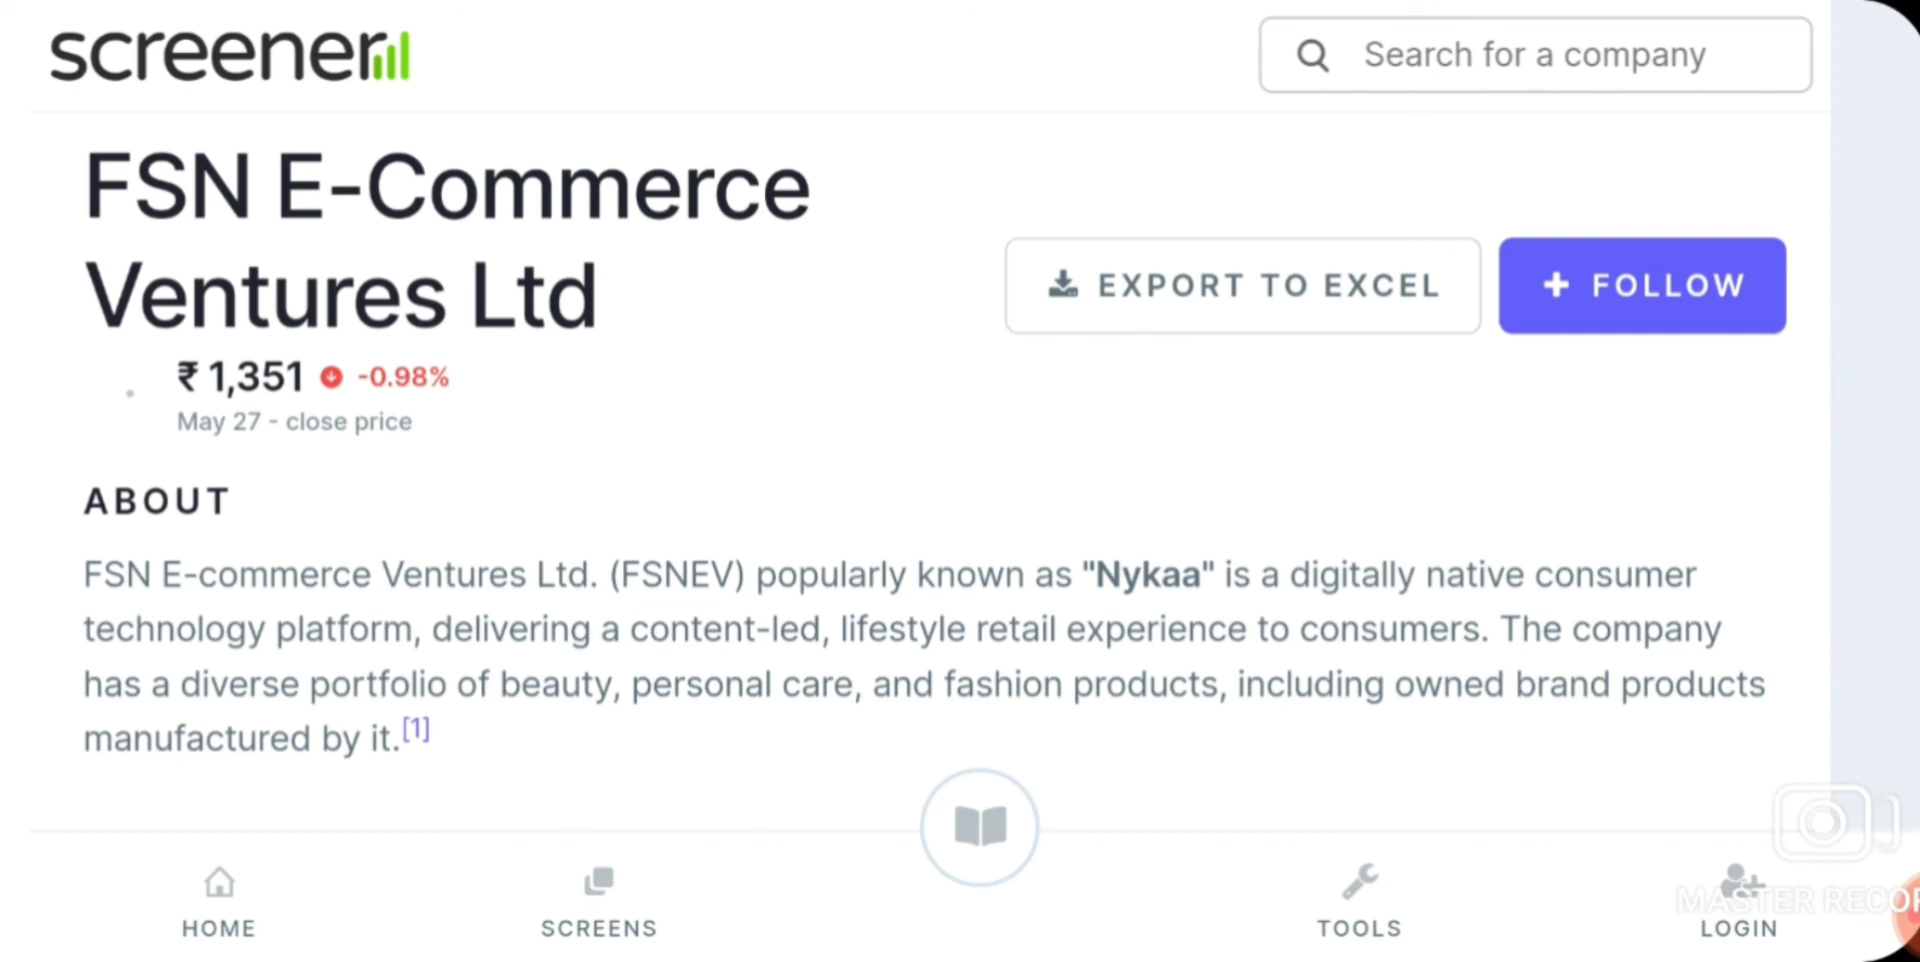 screener
Search for a company
FSN E-Commerce
Ventures Ltd
EXPORT TO EXCEL
+ FOLLOW
₹ 1,351 -0.98%
May 27 - close price
ABOUT
FSN E-commerce Ventures Ltd. (FSNEV) popularly known as "Nykaa" is a digitally native consumer
technology platform, delivering a content-led, lifestyle retail experience to consumers. The company
has a diverse portfolio of beauty, personal care, and fashion products, including owned brand products
manufactured by it.[1]
HOME
SCREENS
TOOLS
LOGIN
MASTER RECOR